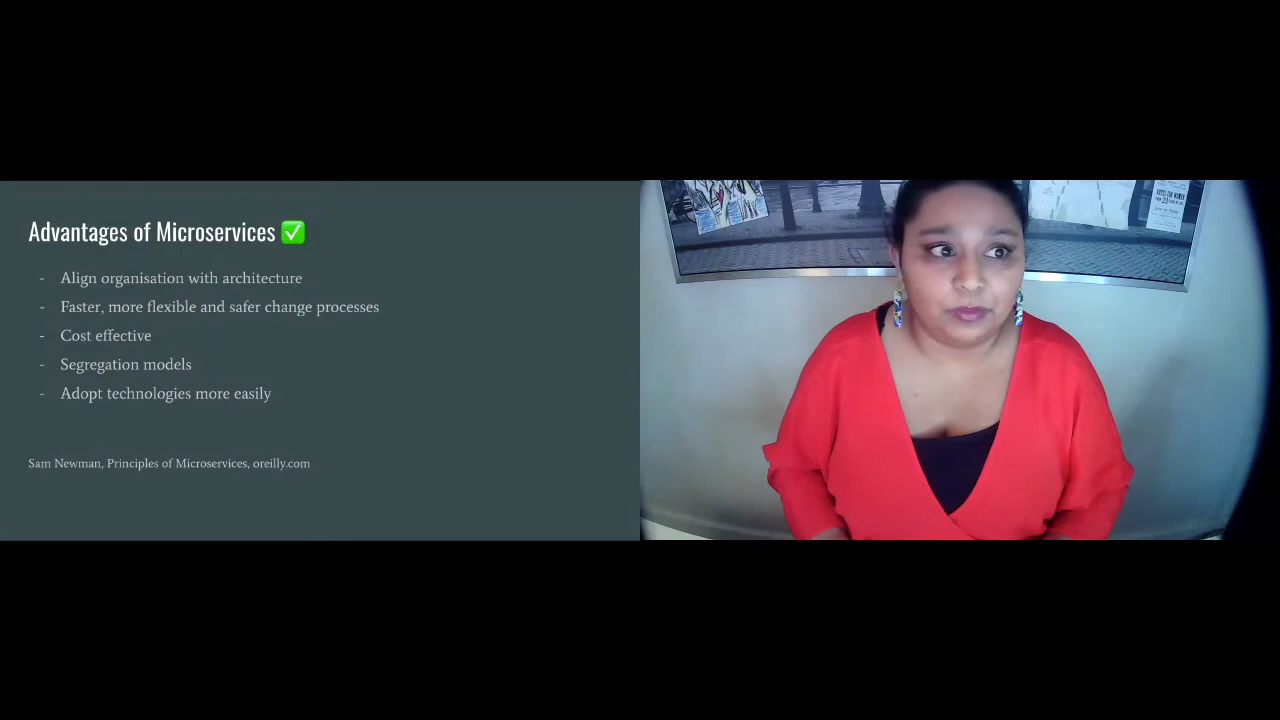 Advantages of Microservices ✅
- Align organisation with architecture
- Faster, more flexible and safer change processes
- Cost effective
- Segregation models
- Adopt technologies more easily
Sam Newman, Principles of Microservices, oreilly.com